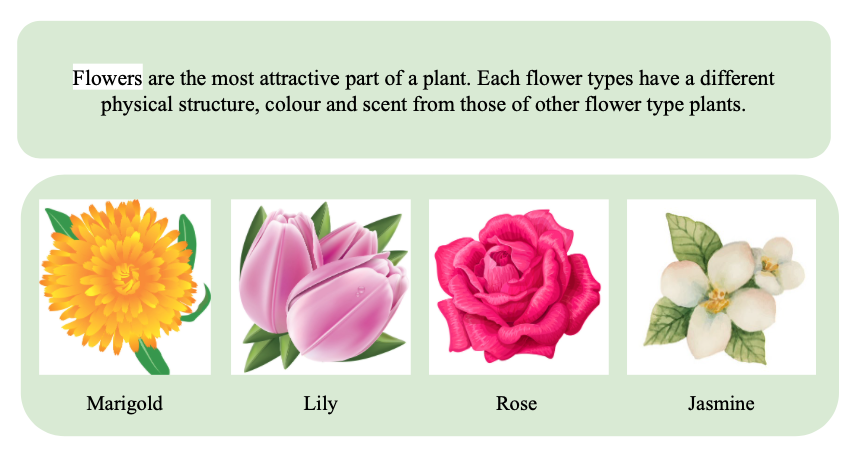 Flowers are the most attractive part of a plant. Each flower types have a different
physical structure, colour and scent from those of other flower type plants.
Marigold
Lily
Rose
Jasmine